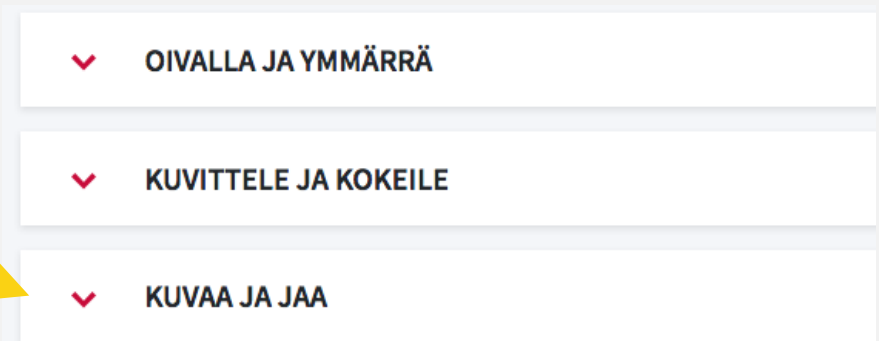 OIVALLA JA YMMÄRRÄ
KUVITTELE JA KOKEILE
KUVAA JA JAA